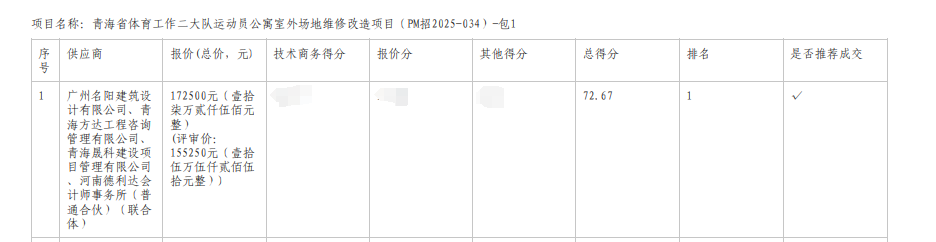 项目名称: 青海省体育工作二大队运动员公寓室外场地维修改造项目（PM招2025-034）-包1
序号 供应商 报价(总价, 元) 技术商务得分 报价分 其他得分 总得分 排名 是否推荐成交
1
广州名阳建筑设
计有限公司、青
海方达工程咨询
管理有限公司、
青海晟科建设项
目管理有限公司
、河南德利达会
计师事务所（普
通合伙）（联合
体）
172500元（壹拾
柒万贰仟伍佰元
整）
(评审价:
155250元（壹拾
伍万伍仟贰佰伍
拾元整）)
72.67
1
✓